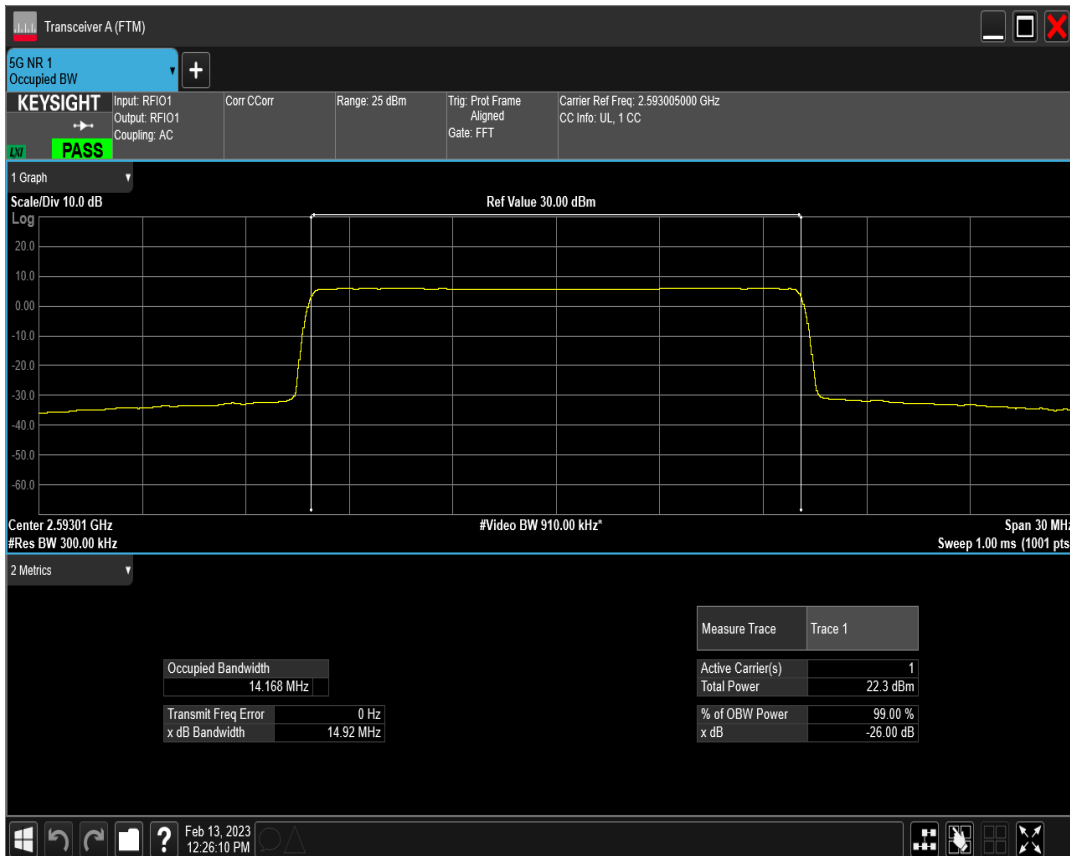 Transceiver A (FTM)
5G NR 1
Occupied BW
+
KEYSIGHT
LXI
PASS
Input: RFIO1
Output: RFIO1
Coupling: AC
Corr CCorr
Range: 25 dBm
Trig: Prot Frame
Aligned
Gate: FFT
Carrier Ref Freq: 2.593005000 GHz
CC Info: UL, 1 CC
1 Graph
Scale/Div 10.0 dB
Ref Value 30.00 dBm
Log
20.0
10.0
0.00
-10.0
-20.0
-30.0
-40.0
-50.0
-60.0
Center 2.59301 GHz
#Video BW 910.00 kHz*
Span 30 MHz
#Res BW 300.00 kHz
Sweep 1.00 ms (1001 pts
2 Metrics
Measure Trace Trace 1
Occupied Bandwidth
14.168 MHz
Active Carrier(s) 1
Total Power 22.3 dBm
Transmit Freq Error 0 Hz
x dB Bandwidth 14.92 MHz
% of OBW Power 99.00 %
x dB -26.00 dB
?
Feb 13, 2023
12:26:10 PM